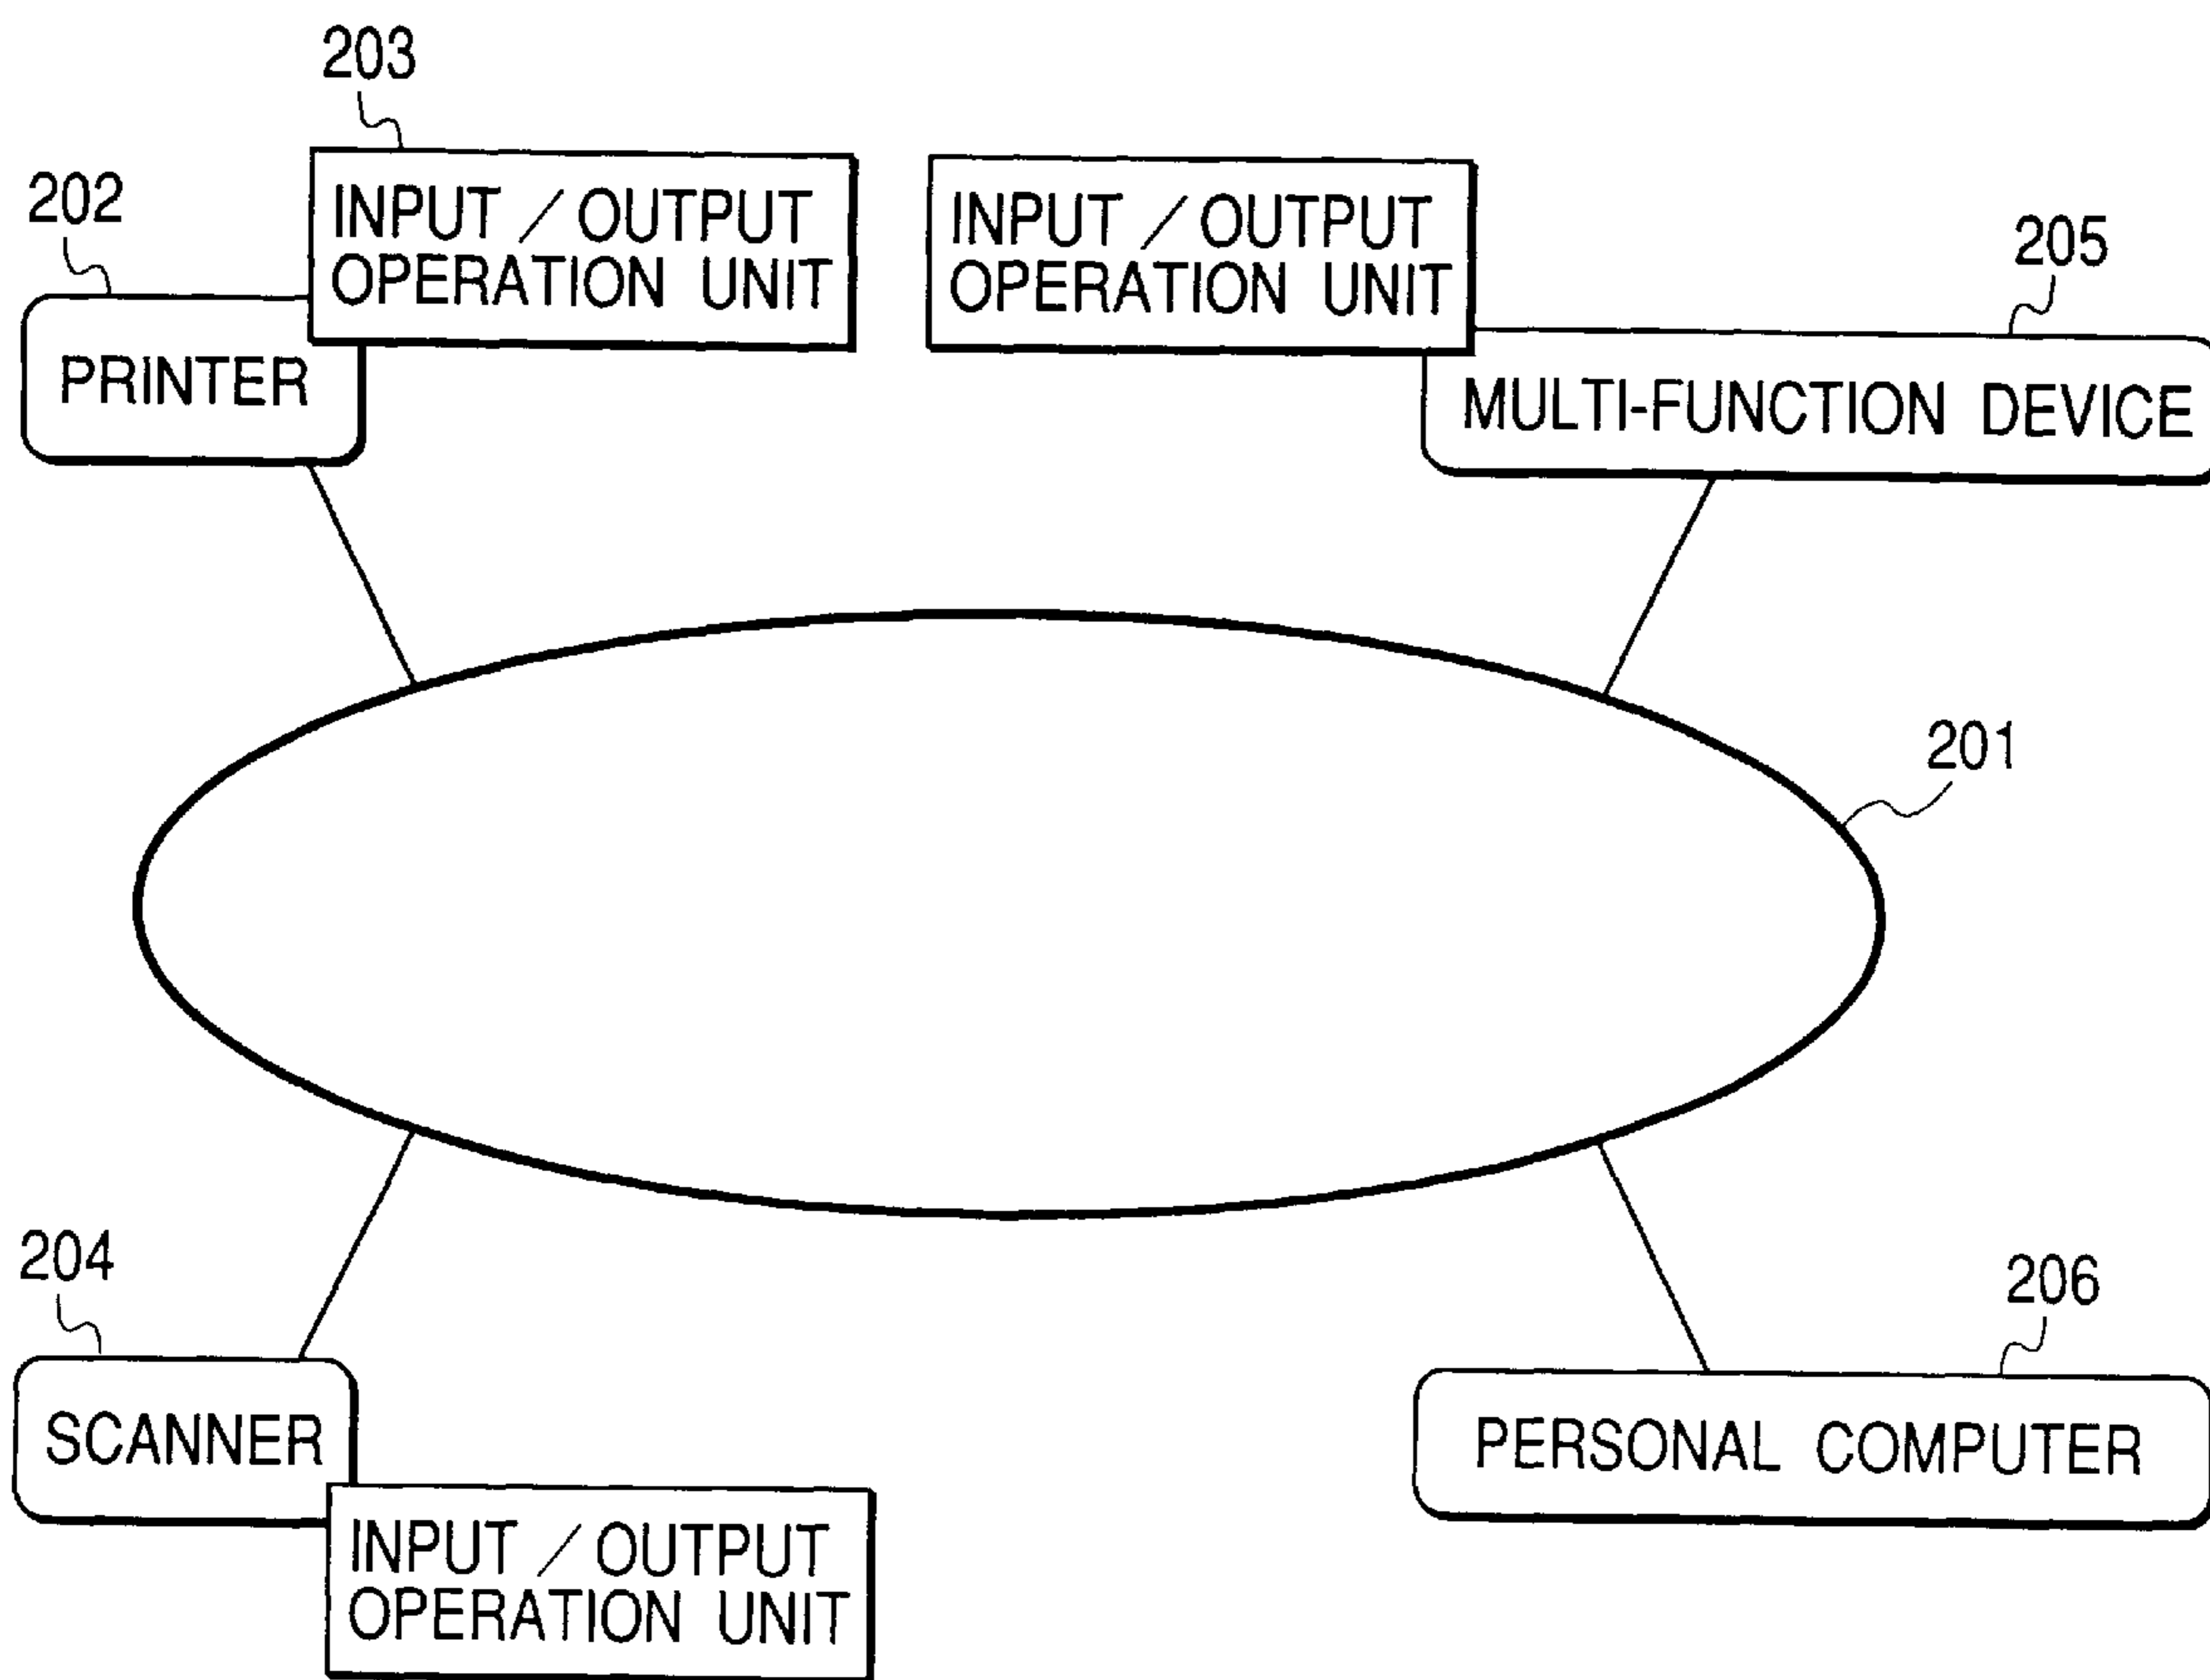 203
202
INPUT / OUTPUT
OPERATION UNIT
INPUT / OUTPUT
OPERATION UNIT
205
PRINTER
MULTI-FUNCTION DEVICE
201
204
206
SCANNER
PERSONAL COMPUTER
INPUT / OUTPUT
OPERATION UNIT